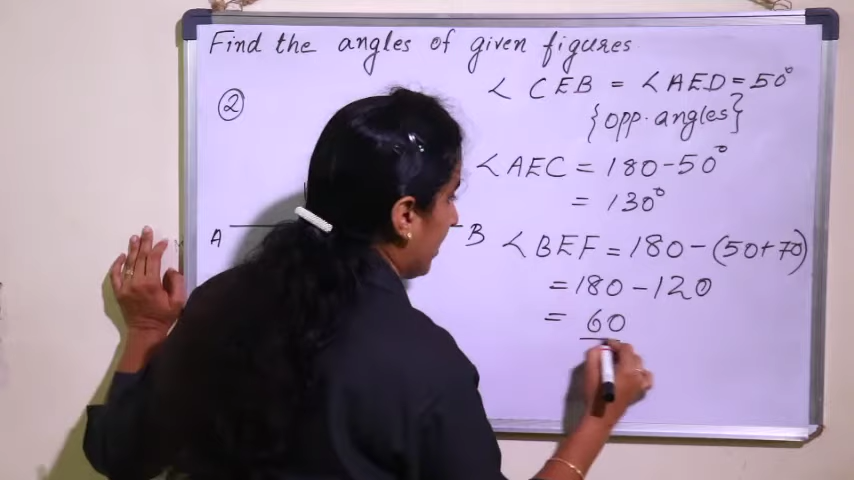 Find the angles of given figures
②
< CEB = < AED = 50°
{opp. angles}
< AEC = 180 - 50°
= 130°
A
B
< BEF = 180 - (50+70)
= 180 - 120
= 60